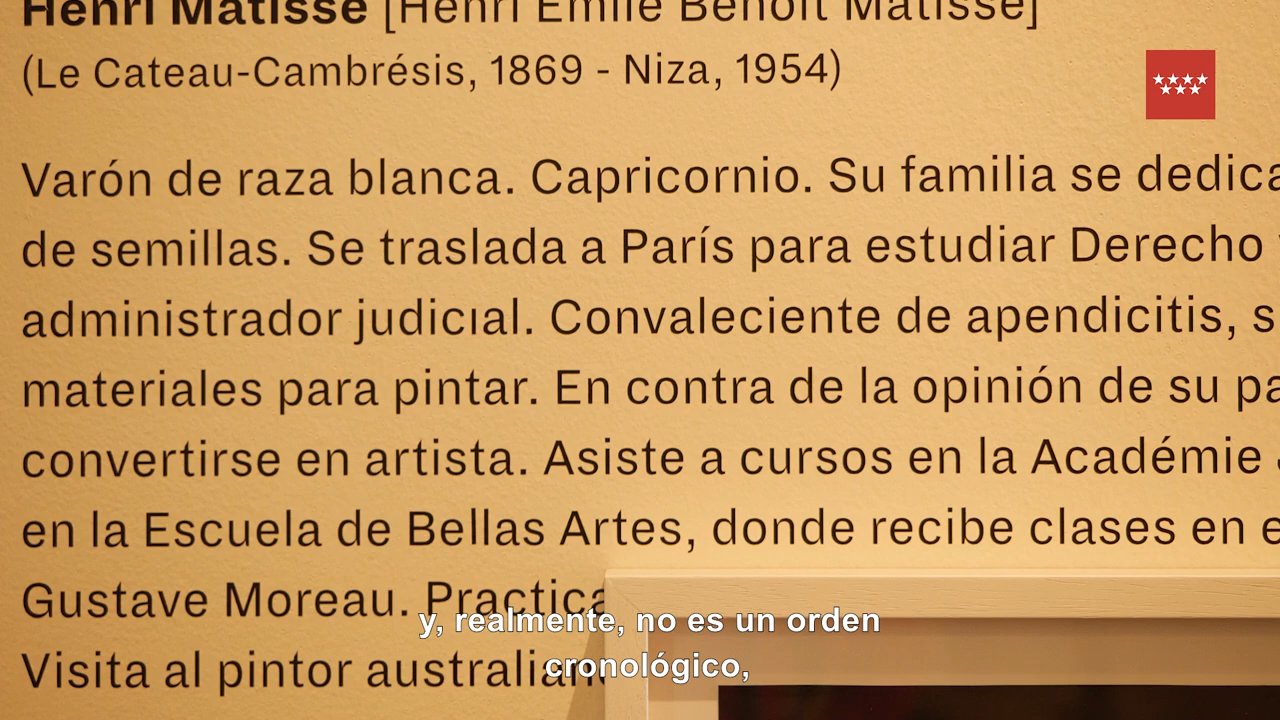 Henri Matisse [Henri Émile Benoît Matisse]
(Le Cateau-Cambrésis, 1869 - Niza, 1954)
Varón de raza blanca. Capricornio. Su familia se dedica
de semillas. Se traslada a París para estudiar Derecho
administrador judicial. Convaleciente de apendicitis, s
materiales para pintar. En contra de la opinión de su pa
convertirse en artista. Asiste a cursos en la Académie
en la Escuela de Bellas Artes, donde recibe clases en e
Gustave Moreau. Practica
Visita al pintor australian
y, realmente, no es un orden
cronológico,